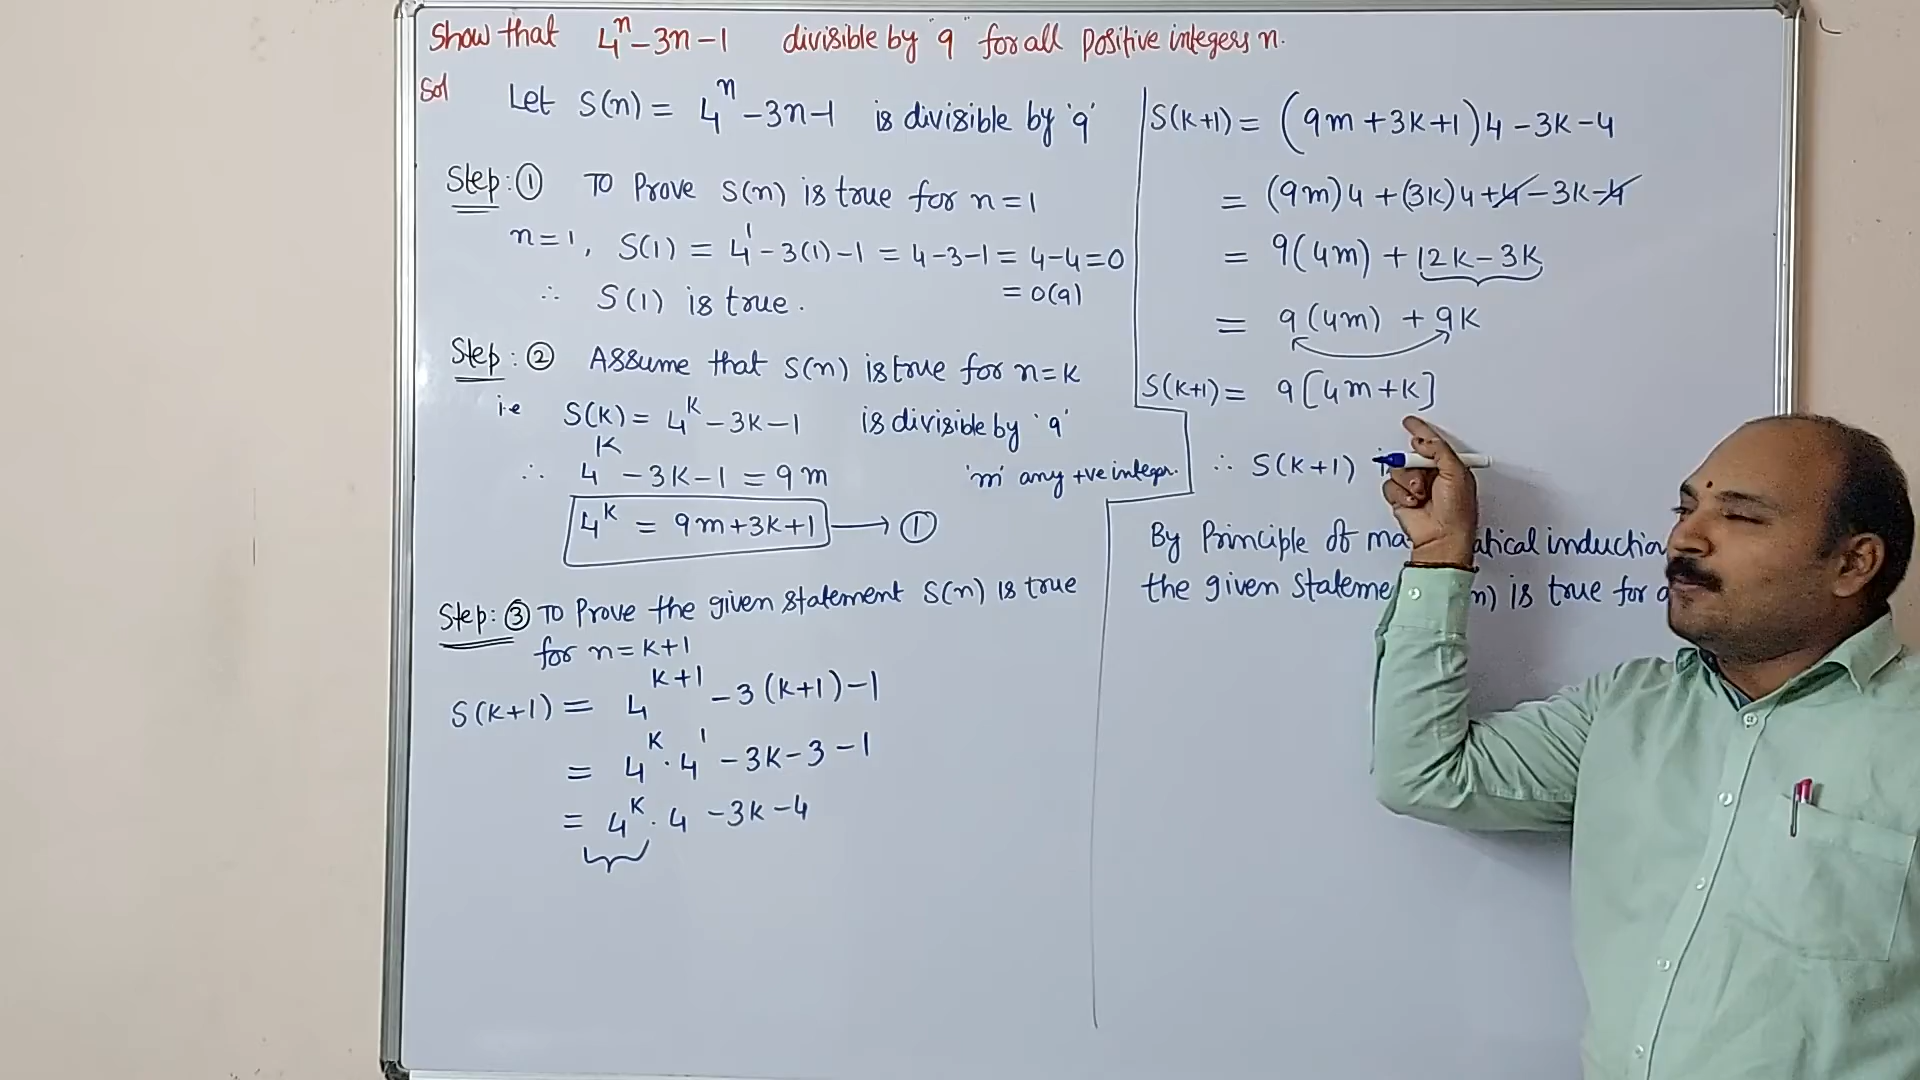 Show that 4ⁿ-3n-1 divisible by "9" for all positive integers n.
Sol Let S(n) = 4ⁿ-3n-1 is divisible by '9'
Step: ① To Prove S(n) is true for n=1
n=1, S(1) = 4¹-3(1)-1 = 4-3-1 = 4-4=0
= 0(9)
∴ S(1) is true.
Step: ② Assume that S(n) is true for n=k
i.e S(k) = 4ᵏ-3k-1 is divisible by '9'
∴ 4ᵏ-3k-1 = 9m 'm' any +ve integer.
4ᵏ = 9m+3k+1 → ①
Step: ③ To Prove the given statement S(n) is true
for n=k+1
S(k+1) = 4ᵏ⁺¹ -3(k+1)-1
= 4ᵏ·4¹-3k-3-1
= 4ᵏ·4 -3k-4
S(k+1) = (9m+3k+1)4-3k-4
= (9m)4+(3k)4+4-3k-4
= 9(4m)+12k-3k
= 9(4m) + 9k
S(k+1) = 9[4m+k]
∴ S(k+1)
By Principle of induction
the given is true for